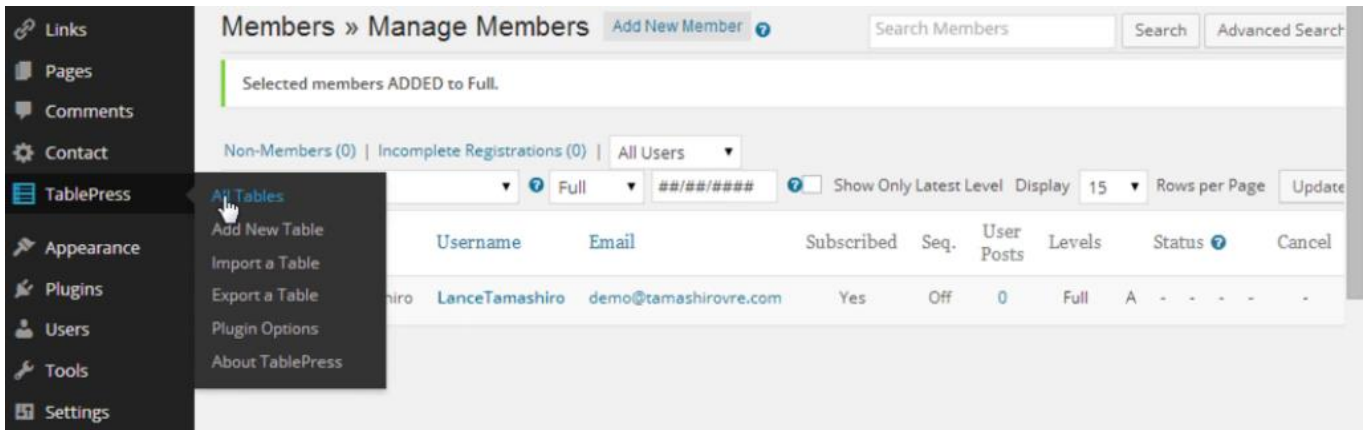 Links
Pages
Comments
Contact
TablePress
Appearance
Plugins
Users
Tools
Settings
All Tables
Add New Table
Import a Table
Export a Table
Plugin Options
About TablePress
Members » Manage Members Add New Member ? Search Members Search Advanced Search
Selected members ADDED to Full.
Non-Members (0) | Incomplete Registrations (0) | All Users
? Full ##/##/#### ? Show Only Latest Level Display 15 Rows per Page Update
Username Email Subscribed Seq. User Posts Levels Status ? Cancel
hiro LanceTamashiro demo@tamashirovre.com Yes Off 0 Full A - - - - -